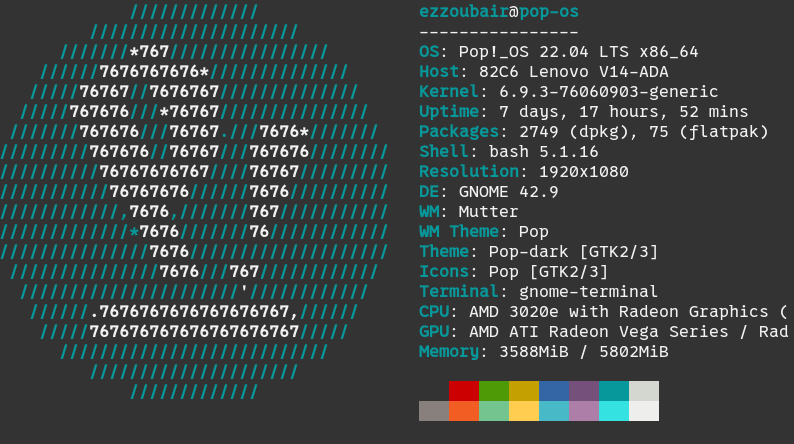 /////////////
/////////////////////
///////*767////////////////
//////7676767676*//////////////
/////76767//7676767//////////////
/////767676///*76767///////////////
///////767676///76767.///7676*///////
/////////767676//76767///767676////////
//////////76767676767////76767/////////
///////////76767676//////7676//////////
////////////,7676,///////767///////////
/////////////*7676///////76////////////
///////////////7676////////////////////
///////////////7676///767////////////
//////////////////////'////////////
//////.7676767676767676767,//////
/////767676767676767676767/////
///////////////////////////
/////////////////////
/////////////
ezzoubair@pop-os
----------------
OS: Pop!_OS 22.04 LTS x86_64
Host: 82C6 Lenovo V14-ADA
Kernel: 6.9.3-76060903-generic
Uptime: 7 days, 17 hours, 52 mins
Packages: 2749 (dpkg), 75 (flatpak)
Shell: bash 5.1.16
Resolution: 1920x1080
DE: GNOME 42.9
WM: Mutter
WM Theme: Pop
Theme: Pop-dark [GTK2/3]
Icons: Pop [GTK2/3]
Terminal: gnome-terminal
CPU: AMD 3020e with Radeon Graphics (
GPU: AMD ATI Radeon Vega Series / Rad
Memory: 3588MiB / 5802MiB